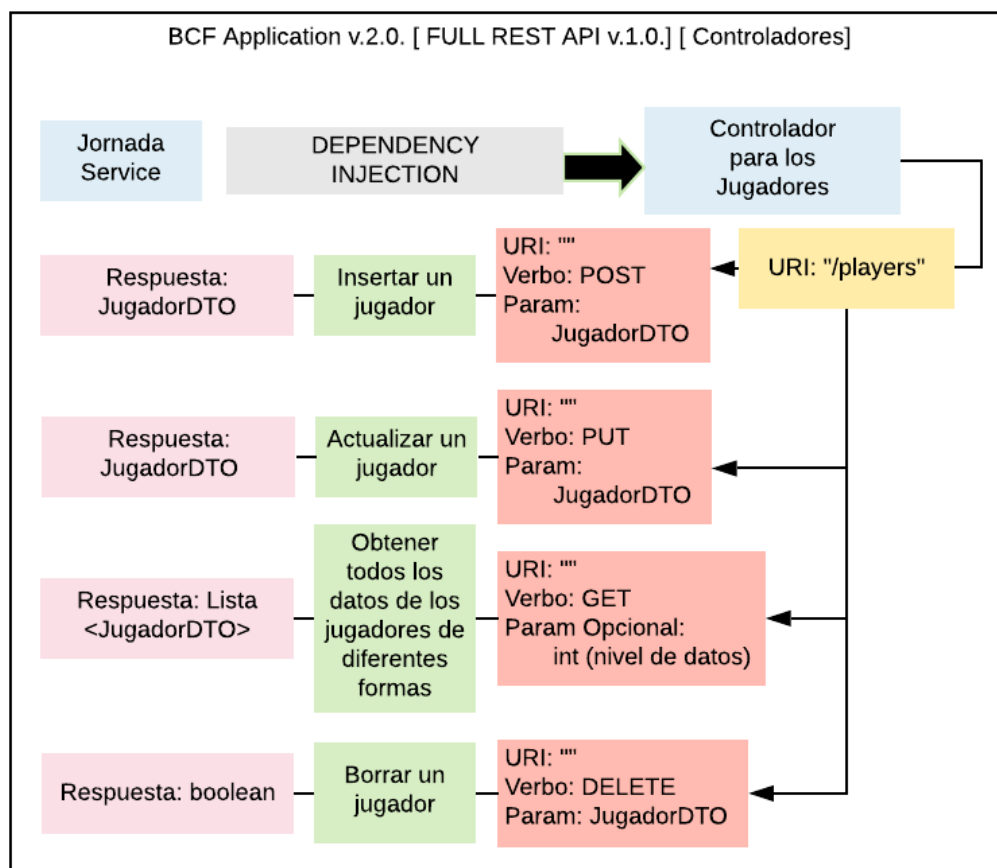 BCF Application v.2.0. [ FULL REST API v.1.0.] [ Controladores]
Jornada
Service
DEPENDENCY
INJECTION
Controlador
para los
Jugadores
URI: "/players"
Respuesta:
JugadorDTO
Insertar un
jugador
URI: ""
Verbo: POST
Param:
JugadorDTO
Respuesta:
JugadorDTO
Actualizar un
jugador
URI: ""
Verbo: PUT
Param:
JugadorDTO
Respuesta: Lista
<JugadorDTO>
Obtener
todos los
datos de los
jugadores de
diferentes
formas
URI: ""
Verbo: GET
Param Opcional:
int (nivel de datos)
Respuesta: boolean
Borrar un
jugador
URI: ""
Verbo: DELETE
Param: JugadorDTO